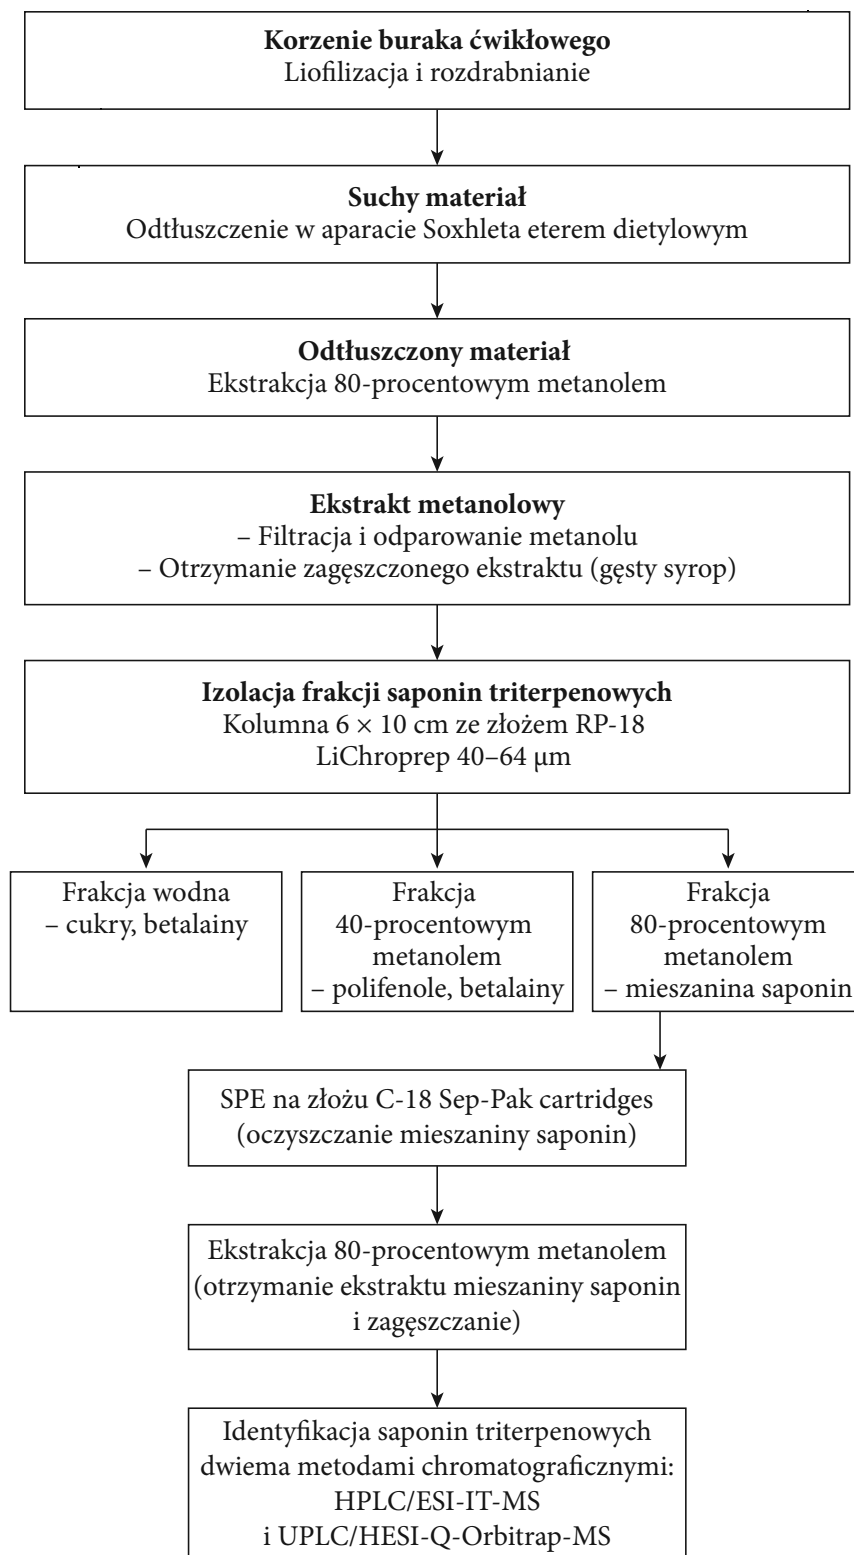 Korzenie buraka ćwikłowego
Liofilizacja i rozdrabnianie
Suchy materiał
Odtłuszczenie w aparacie Soxhleta eterem dietylowym
Odtłuszczony materiał
Ekstrakcja 80-procentowym metanolem
Ekstrakt metanolowy
– Filtracja i odparowanie metanolu
– Otrzymanie zagęszczonego ekstraktu (gęsty syrop)
Izolacja frakcji saponin triterpenowych
Kolumna 6 × 10 cm ze złożem RP-18
LiChroprep 40–64 μm
Frakcja wodna
– cukry, betalainy
Frakcja
40-procentowym
metanolem
– polifenole, betalainy
Frakcja
80-procentowym
metanolem
– mieszanina saponin
SPE na złożu C-18 Sep-Pak cartridges
(oczyszczanie mieszaniny saponin)
Ekstrakcja 80-procentowym metanolem
(otrzymanie ekstraktu mieszaniny saponin
i zagęszczanie)
Identyfikacja saponin triterpenowych
dwiema metodami chromatograficznymi:
HPLC/ESI-IT-MS
i UPLC/HESI-Q-Orbitrap-MS